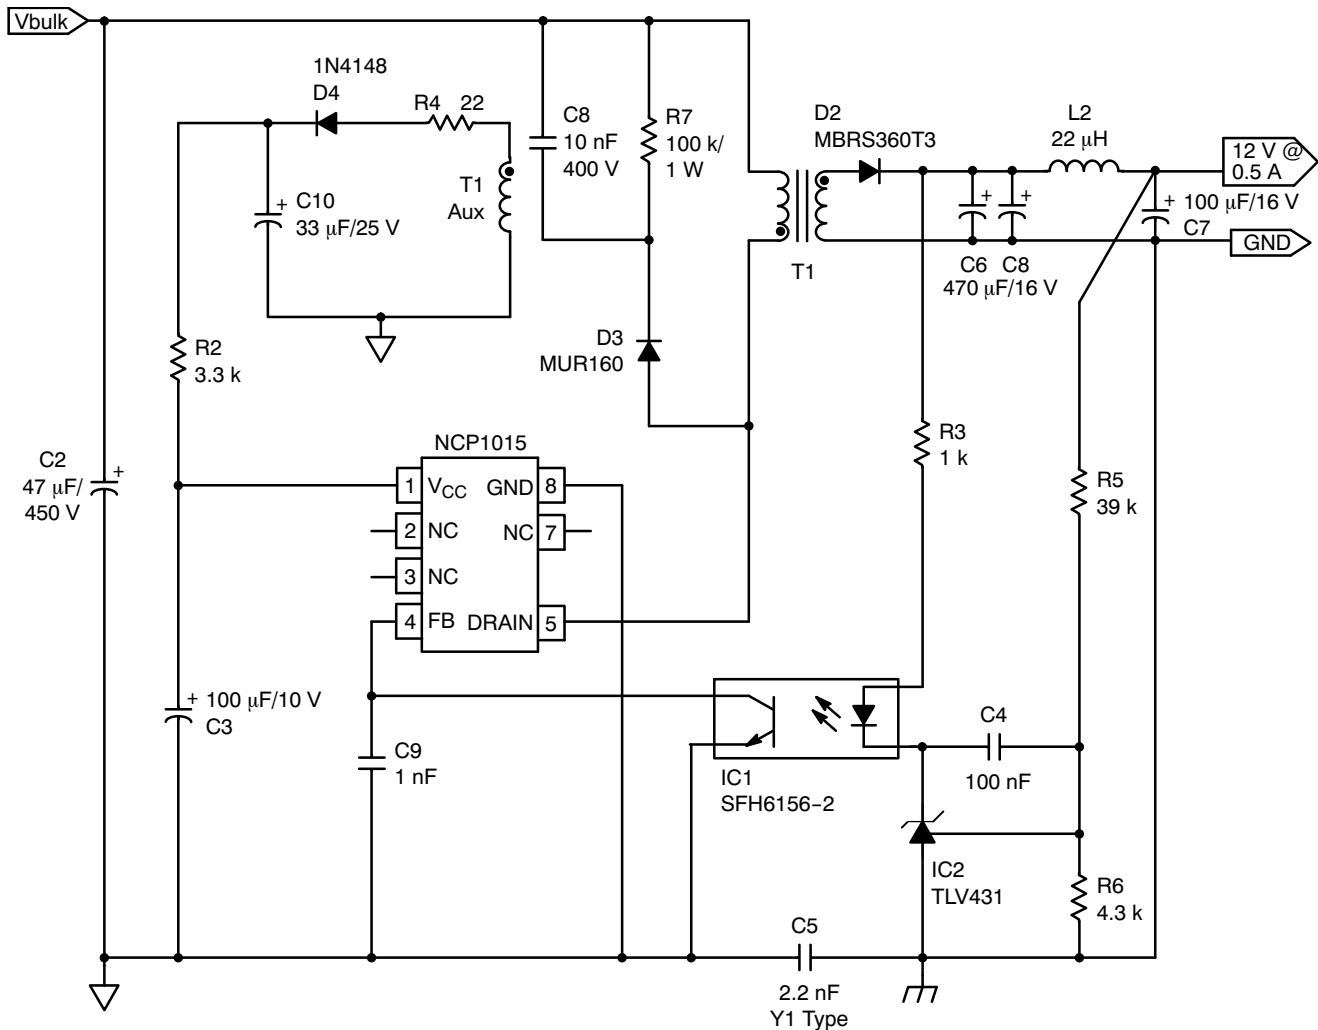 Vbulk
1N4148
D4
R4 22
C8
10 nF
400 V
R7
100 k/
1 W
D2
MBRS360T3
L2
22 µH
12 V @
0.5 A
T1
Aux
C10
33 µF/25 V
+
+
+
+
100 µF/16 V
C7
GND
T1
C6
C8
470 µF/16 V
R2
3.3 k
D3
MUR160
R3
1 k
NCP1015
C2
47 µF/
450 V
+
1
VCC
GND
8
R5
39 k
2
NC
NC
7
3
NC
4
FB
DRAIN
5
+
100 µF/10 V
C3
C9
1 nF
IC1
SFH6156-2
C4
100 nF
IC2
TLV431
R6
4.3 k
C5
2.2 nF
Y1 Type